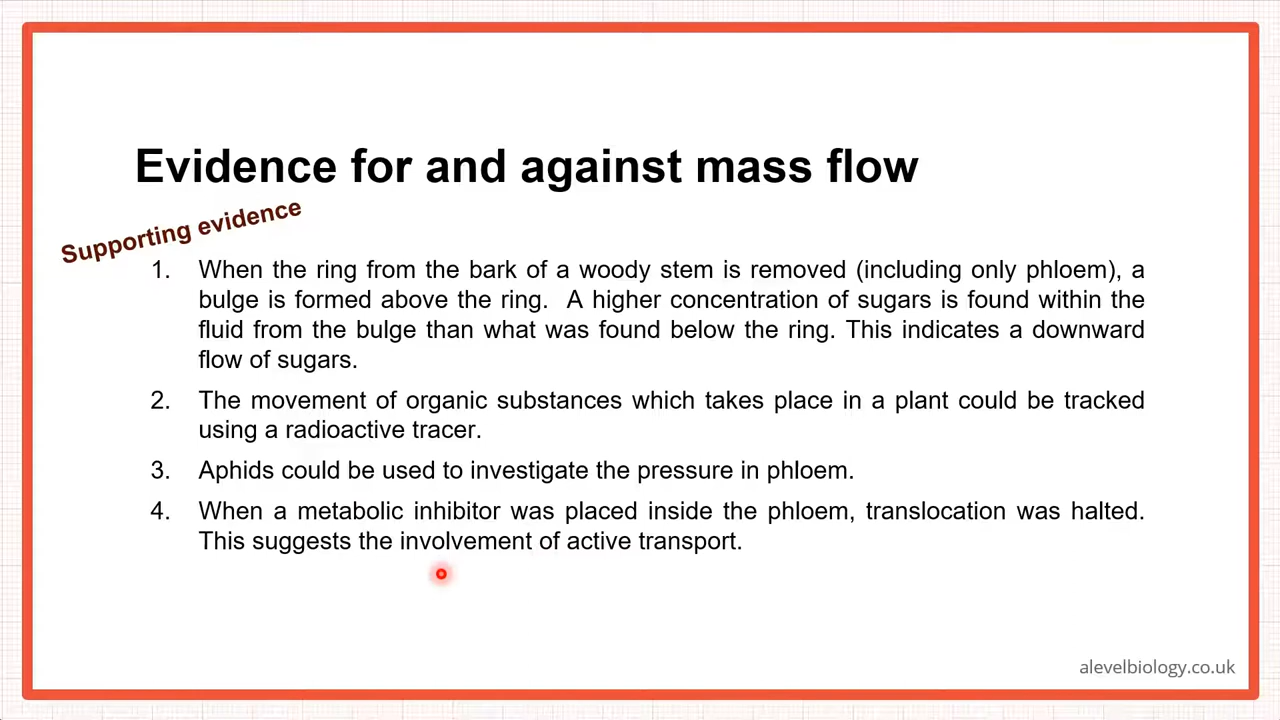 Evidence for and against mass flow
Supporting evidence
1. When the ring from the bark of a woody stem is removed (including only phloem), a
bulge is formed above the ring. A higher concentration of sugars is found within the
fluid from the bulge than what was found below the ring. This indicates a downward
flow of sugars.
2. The movement of organic substances which takes place in a plant could be tracked
using a radioactive tracer.
3. Aphids could be used to investigate the pressure in phloem.
4. When a metabolic inhibitor was placed inside the phloem, translocation was halted.
This suggests the involvement of active transport.
alevelbiology.co.uk